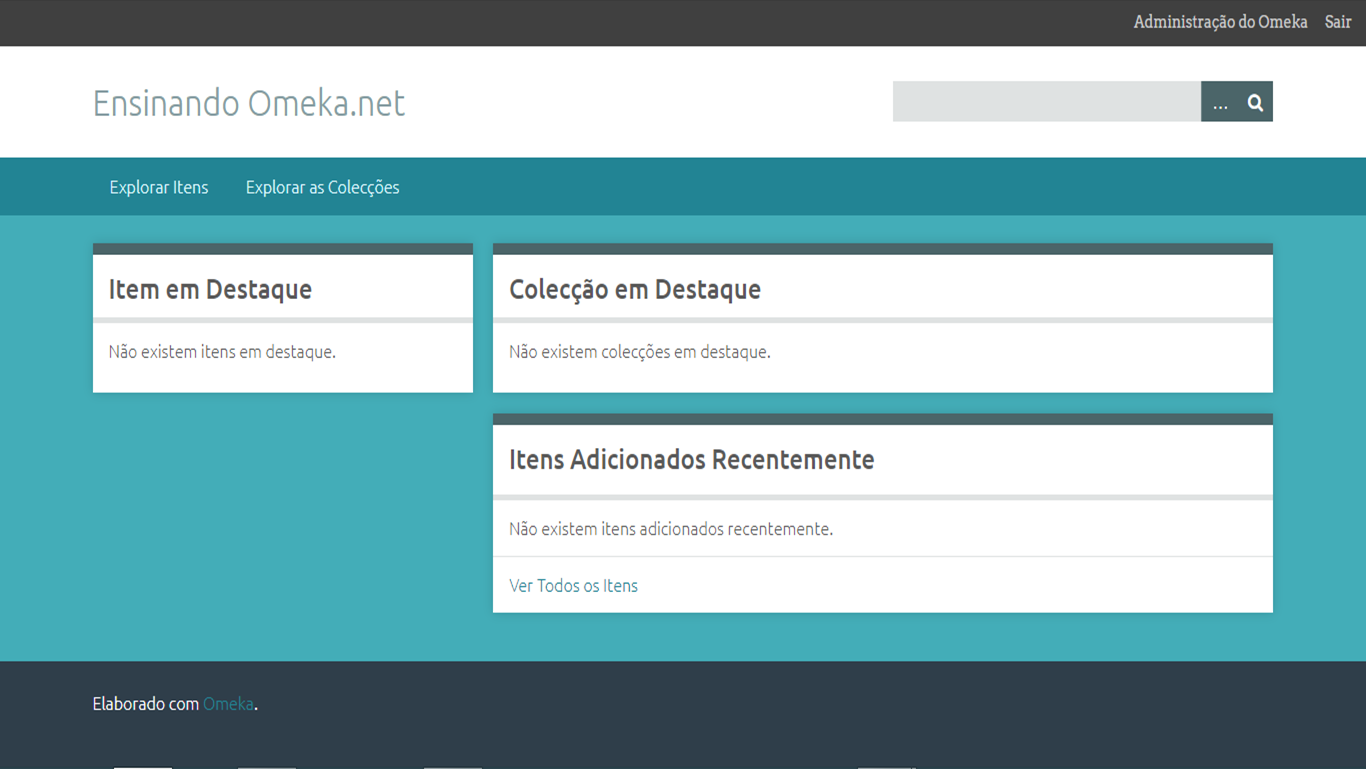 Administração do Omeka Sair
Ensinando Omeka.net
...
Explorar Itens Explorar as Colecções
Item em Destaque
Não existem itens em destaque.
Colecção em Destaque
Não existem colecções em destaque.
Itens Adicionados Recentemente
Não existem itens adicionados recentemente.
Ver Todos os Itens
Elaborado com Omeka.